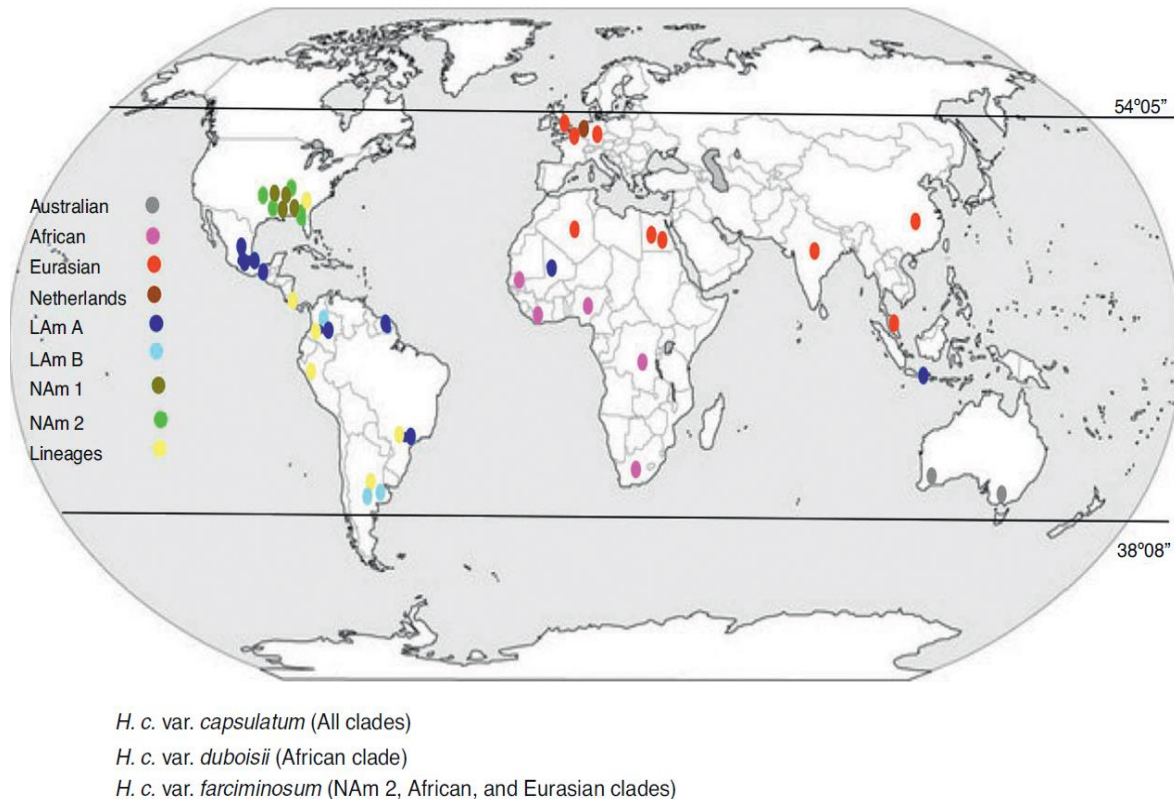 54º05”
Australian
African
Eurasian
Netherlands
LAm A
LAm B
NAm 1
NAm 2
Lineages
38º08”
H. c. var. capsulatum (All clades)
H. c. var. duboisii (African clade)
H. c. var. farciminosum (NAm 2, African, and Eurasian clades)